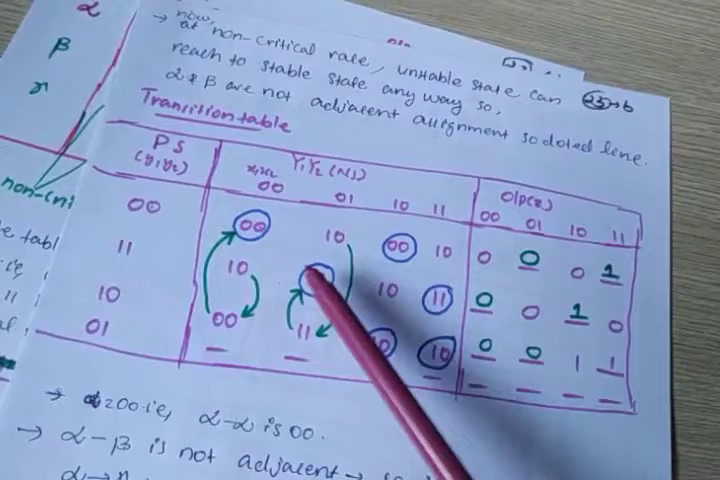 α
β
γ
now,
→ at non-critical race, unstable state can
reach to stable state any way so,
α & β are not adjacent assignment so doted line.
Transition table
PS
(y1y2)
Y1Y2 (NS)
O/P(Z)
x1x2
00 01 10 11 00 01 10 11
00 00 10 00 10 0 0 0 1
11 10 10 11 0 0 1 0
10 00 11 10 10 0 0 1 1
01 — — — — — — —
→ α=00 i.e, α-α is 00.
→ α-β is not adjacent →